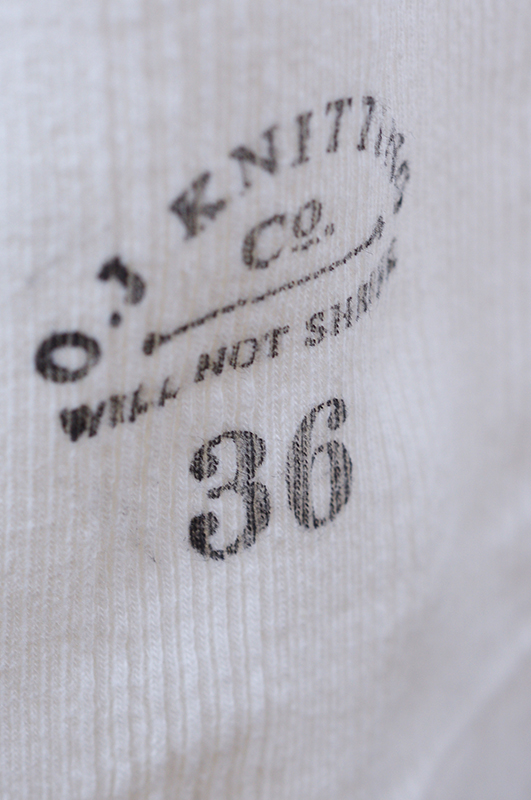 O.J KNITTING
Co.
WILL NOT SHRINK
36